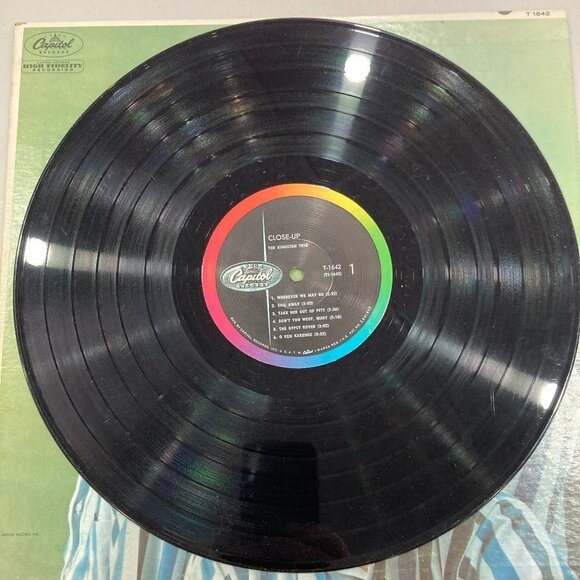 Capitol
RECORDS
HIGH FIDELITY
RECORDING
T 1642
CLOSE-UP
THE KINGSTON TRIO
Capitol
RECORDS
T-1642
1
1. WHEREVER WE MAY GO
2. SAIL AWAY
3. TAKE HER OUT OF PITY
4. DON'T YOU WEEP, MARY
5. THE GYPSY ROVER
6. O KEN KARANGA